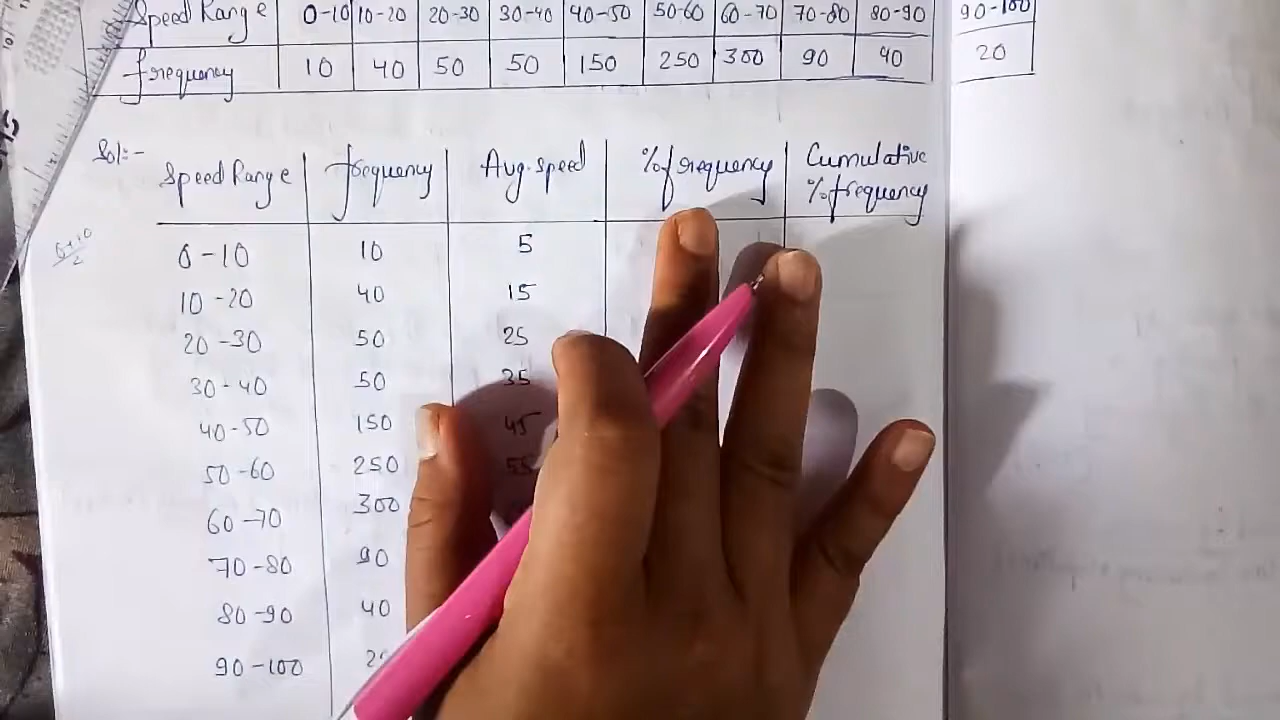 Speed Range 0-10 10-20 20-30 30-40 40-50 50-60 60-70 70-80 80-90 90-100
frequency 10 40 50 50 150 250 300 90 40 20
Sol:-
Speed Range frequency Avg. speed % frequency Cumulative % frequency
0-10 10 5
10-20 40 15
20-30 50 25
30-40 50 35
40-50 150 45
50-60 250 55
60-70 300
70-80 90
80-90 40
90-100